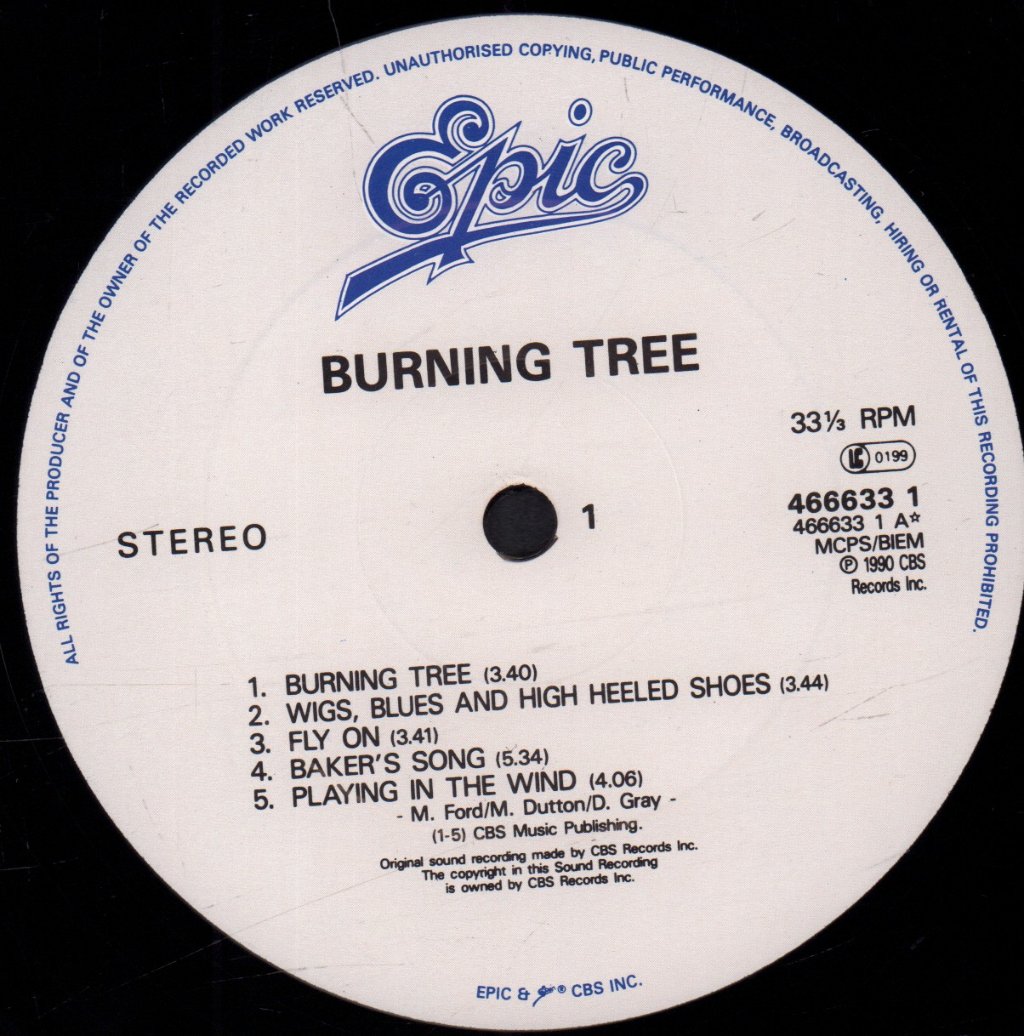 ALL RIGHTS OF THE PRODUCER AND OF THE OWNER OF THE RECORDED WORK RESERVED. UNAUTHORISED COPYING, PUBLIC PERFORMANCE, BROADCASTING, HIRING OR RENTAL OF THIS RECORDING PROHIBITED.
Epic
BURNING TREE
33⅓ RPM
LC 0199
466633 1
466633 1 A☆
MCPS/BIEM
℗ 1990 CBS
Records Inc.
STEREO
1
1. BURNING TREE (3.40)
2. WIGS, BLUES AND HIGH HEELED SHOES (3.44)
3. FLY ON (3.41)
4. BAKER'S SONG (5.34)
5. PLAYING IN THE WIND (4.06)
- M. Ford/M. Dutton/D. Gray -
(1-5) CBS Music Publishing.
Original sound recording made by CBS Records Inc.
The copyright in this Sound Recording
is owned by CBS Records Inc.
EPIC & Epic ® CBS INC.